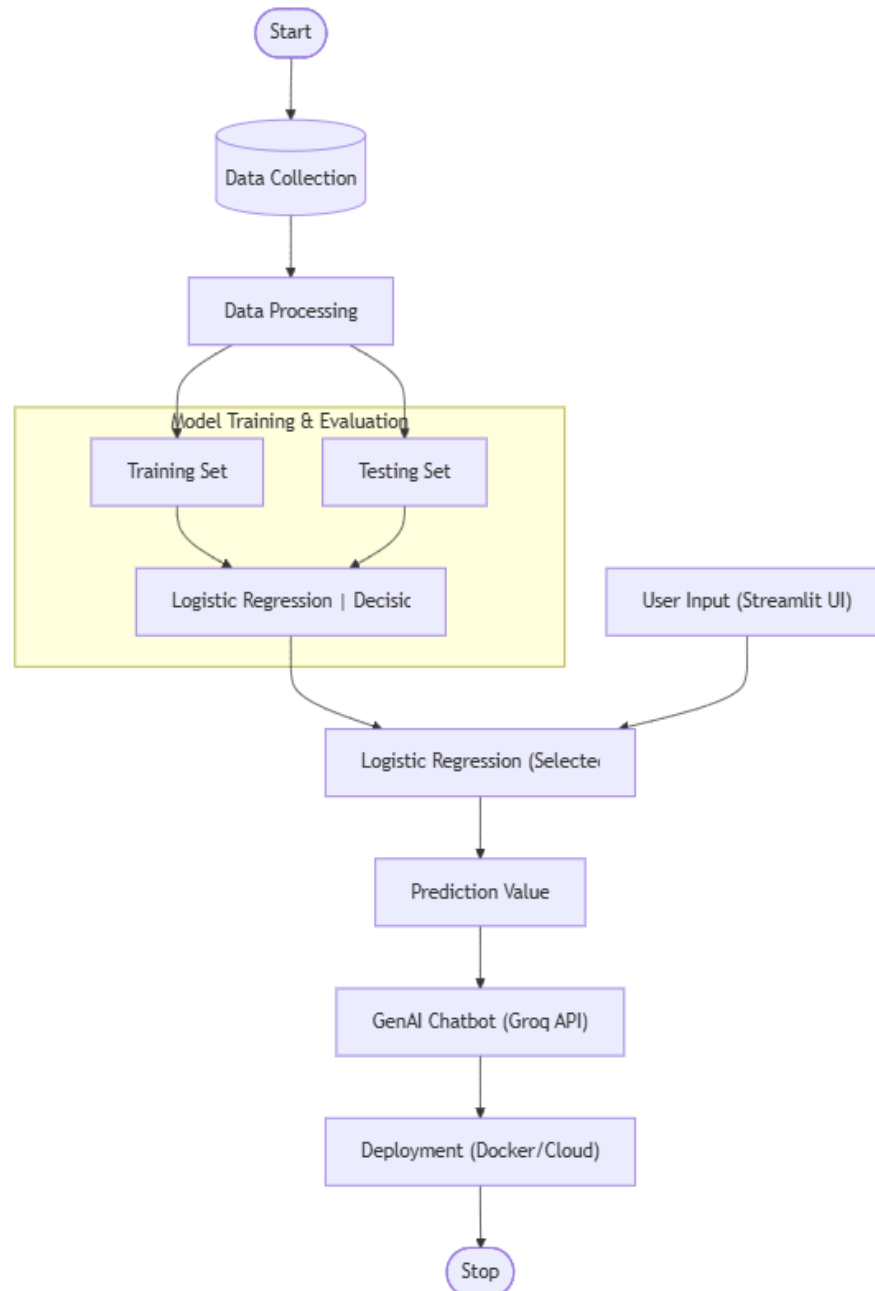 Start
Data Collection
Data Processing
Model Training & Evaluation
Training Set
Testing Set
Logistic Regression | Decisic
User Input (Streamlit UI)
Logistic Regression (Selected
Prediction Value
GenAI Chatbot (Groq API)
Deployment (Docker/Cloud)
Stop